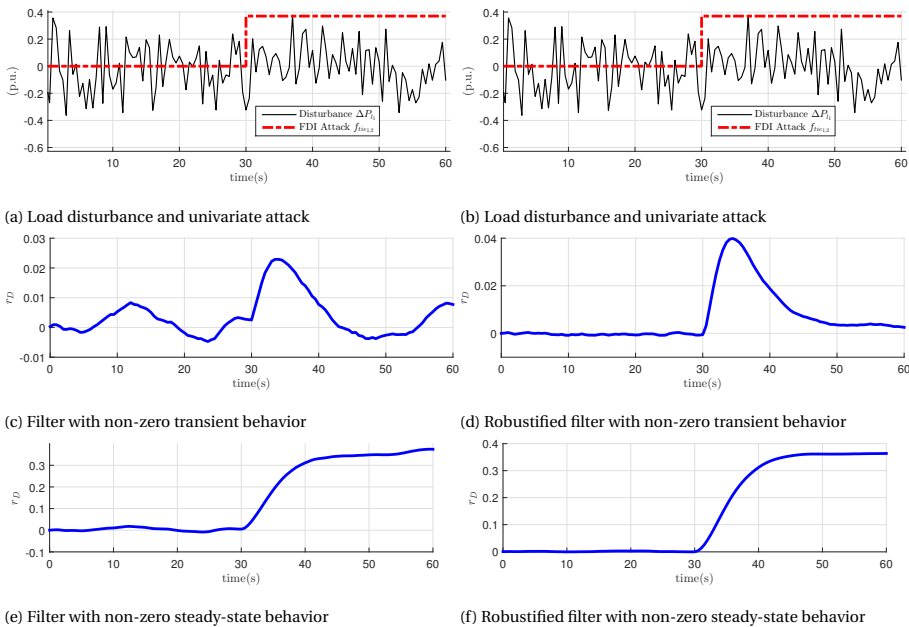 0.4
0.2
0
-0.2
-0.4
-0.6
(p.u.)
10 20 30 40 50 60
time(s)
Disturbance ΔP_{l_1}
FDI Attack f_{tie_{1,2}}
(a) Load disturbance and univariate attack
0.4
0.2
0
-0.2
-0.4
-0.6
(p.u.)
10 20 30 40 50 60
time(s)
Disturbance ΔP_{l_1}
FDI Attack f_{tie_{1,2}}
(b) Load disturbance and univariate attack
0.03
0.02
0.01
0
-0.01
r_D
0 10 20 30 40 50 60
time(s)
(c) Filter with non-zero transient behavior
0.04
0.02
0
r_D
0 10 20 30 40 50 60
time(s)
(d) Robustified filter with non-zero transient behavior
0.3
0.2
0.1
0
-0.1
r_D
0 10 20 30 40 50 60
time(s)
(e) Filter with non-zero steady-state behavior
0.4
0.3
0.2
0.1
0
r_D
0 10 20 30 40 50 60
time(s)
(f) Robustified filter with non-zero steady-state behavior